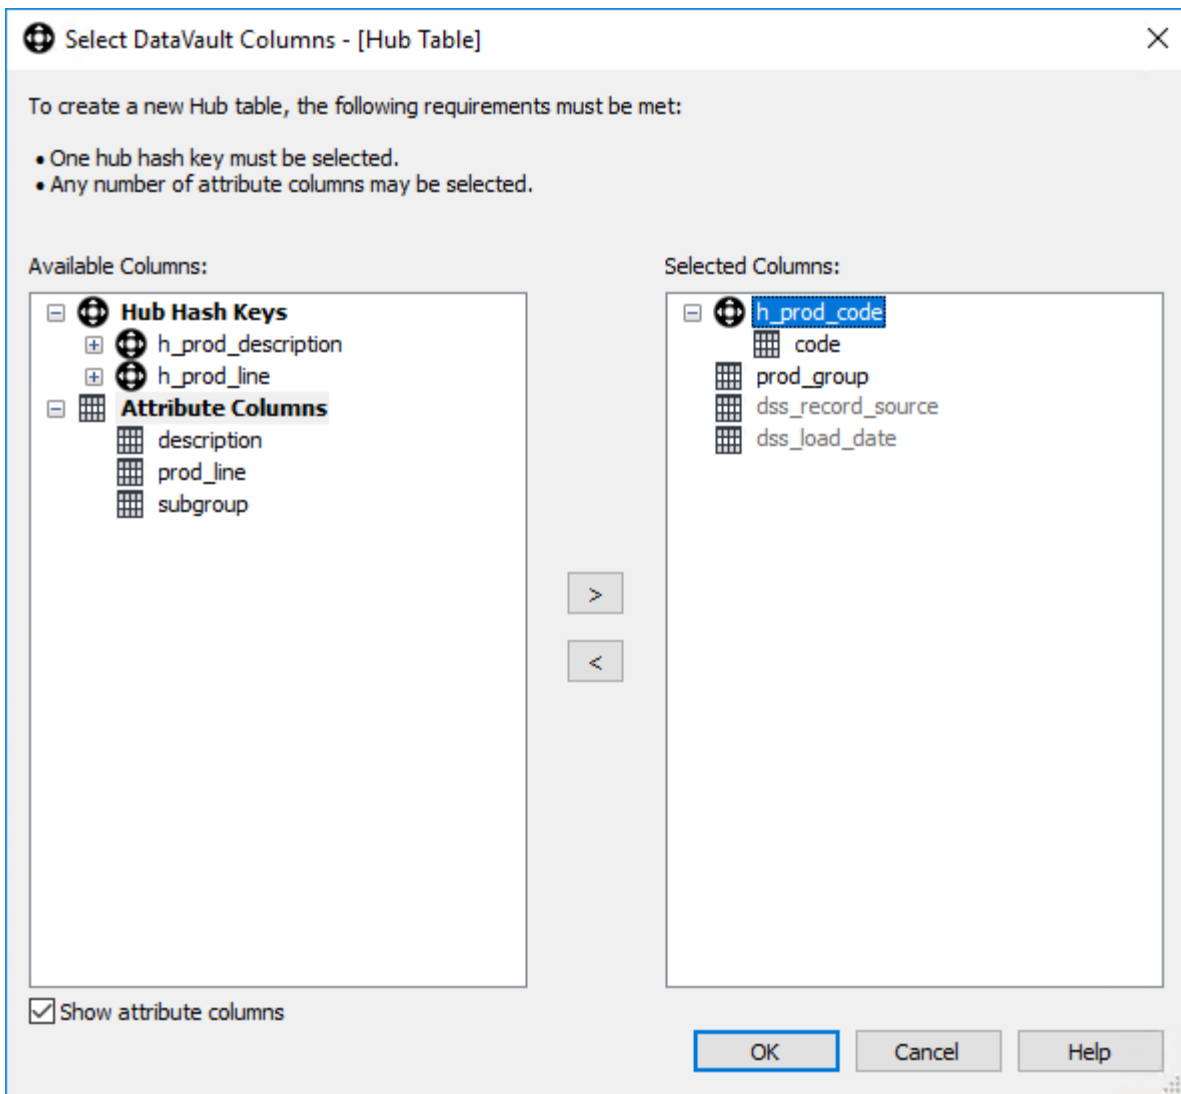 Select DataVault Columns - [Hub Table]
To create a new Hub table, the following requirements must be met:
• One hub hash key must be selected.
• Any number of attribute columns may be selected.
Available Columns:
Hub Hash Keys
h_prod_description
h_prod_line
Attribute Columns
description
prod_line
subgroup
>
<
Selected Columns:
h_prod_code
code
prod_group
dss_record_source
dss_load_date
Show attribute columns
OK
Cancel
Help